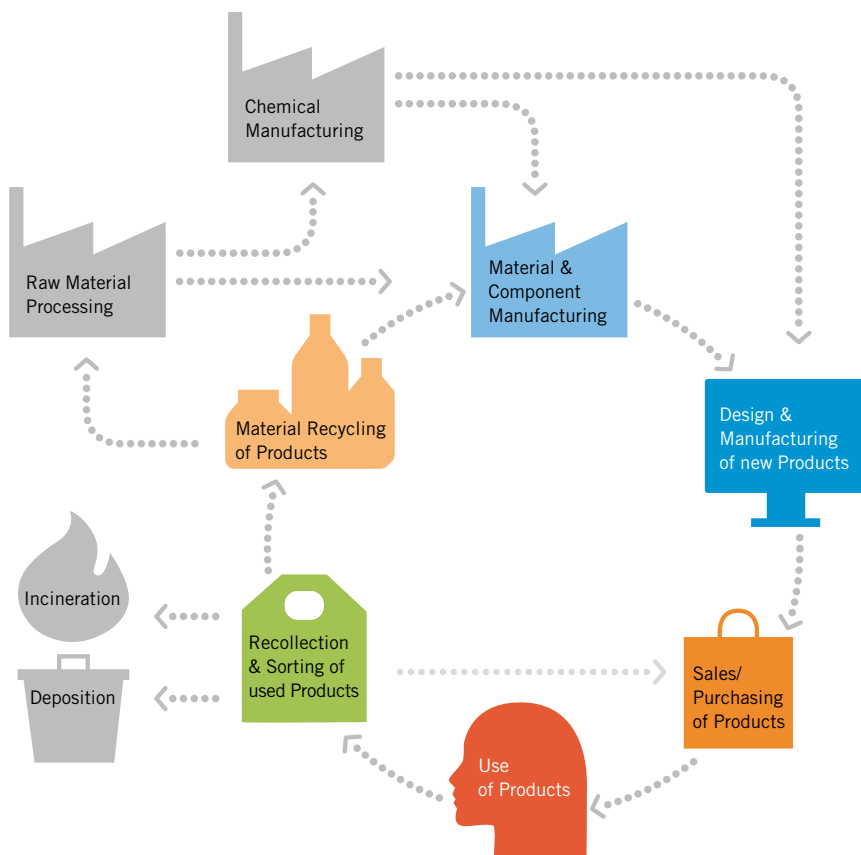 Chemical
Manufacturing
Raw Material
Processing
Material &
Component
Manufacturing
Material Recycling
of Products
Design &
Manufacturing
of new Products
Incineration
Deposition
Recollection
& Sorting of
used Products
Sales/
Purchasing
of Products
Use
of Products